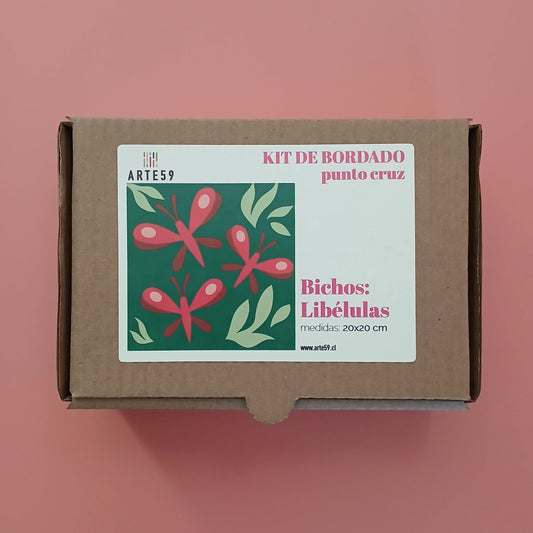 ARTE59
KIT DE BORDADO
punto cruz
Bichos:
Libélulas
medidas: 20x20 cm
www.arte59.cl